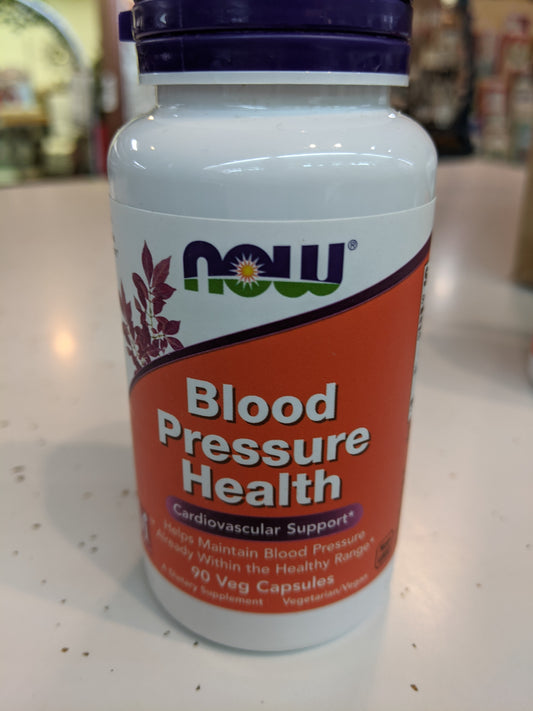 NOW®
Blood
Pressure
Health
Cardiovascular Support*
Helps Maintain Blood Pressure
Already Within the Healthy Range*
90 Veg Capsules
A Dietary Supplement Vegetarian/Vegan